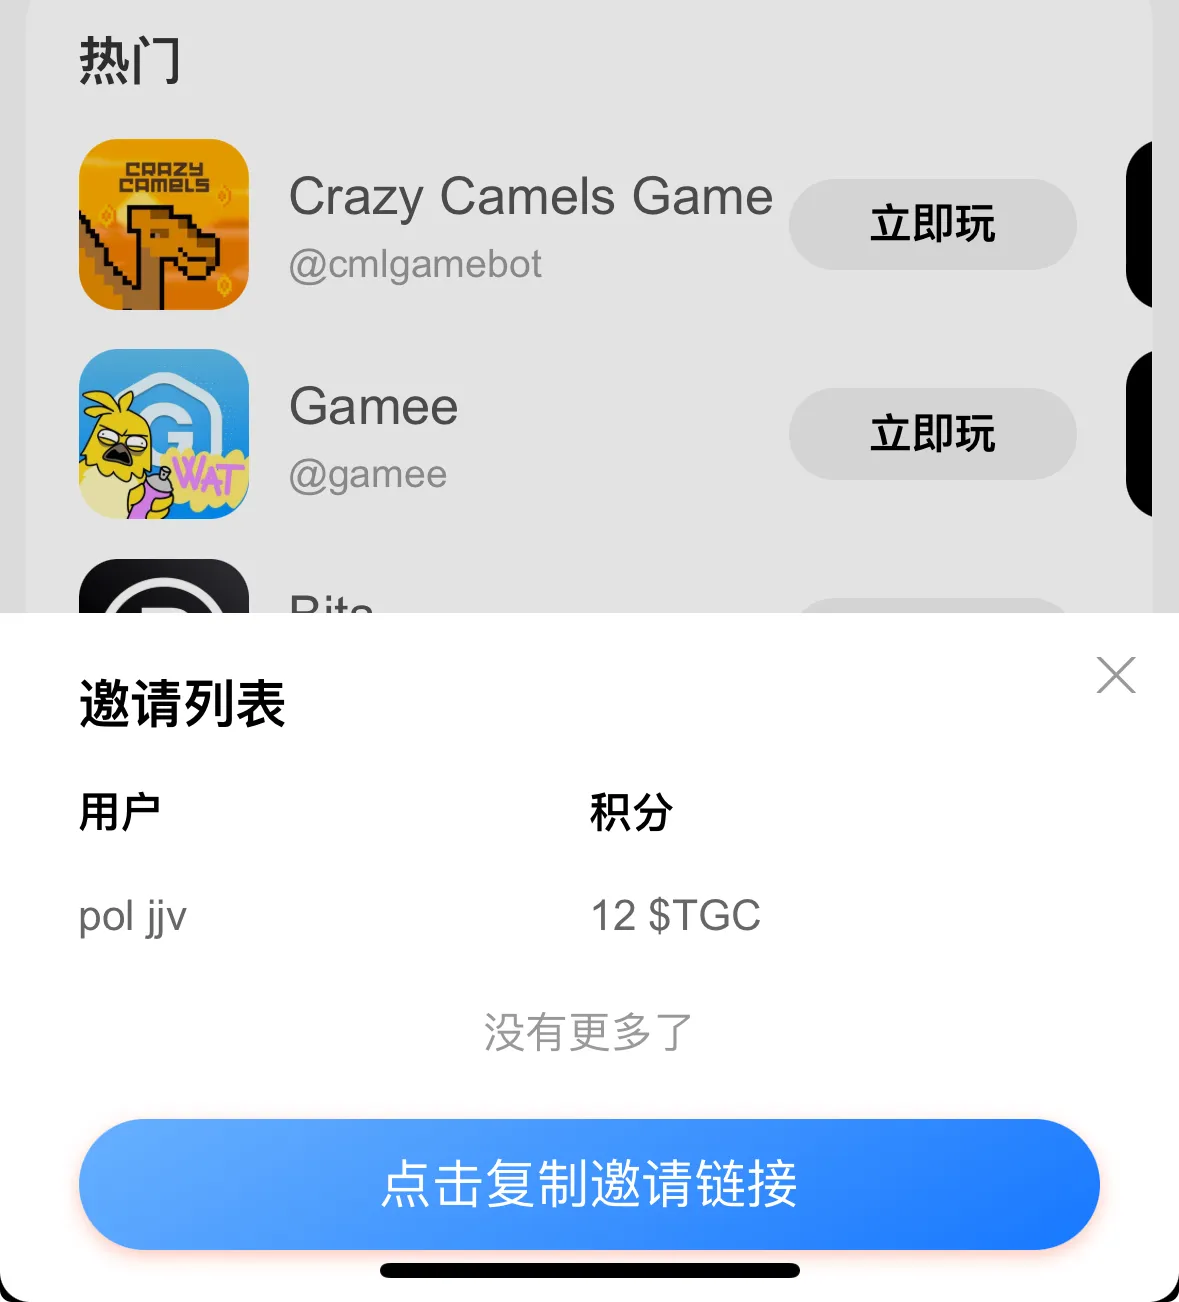 热门
CRAZY
CAMELS
Crazy Camels Game
立即玩
@cmlgamebot
G
WAT
Gamee
立即玩
@gamee
邀请列表
用户
积分
pol jjv
12 $TGC
没有更多了
点击复制邀请链接